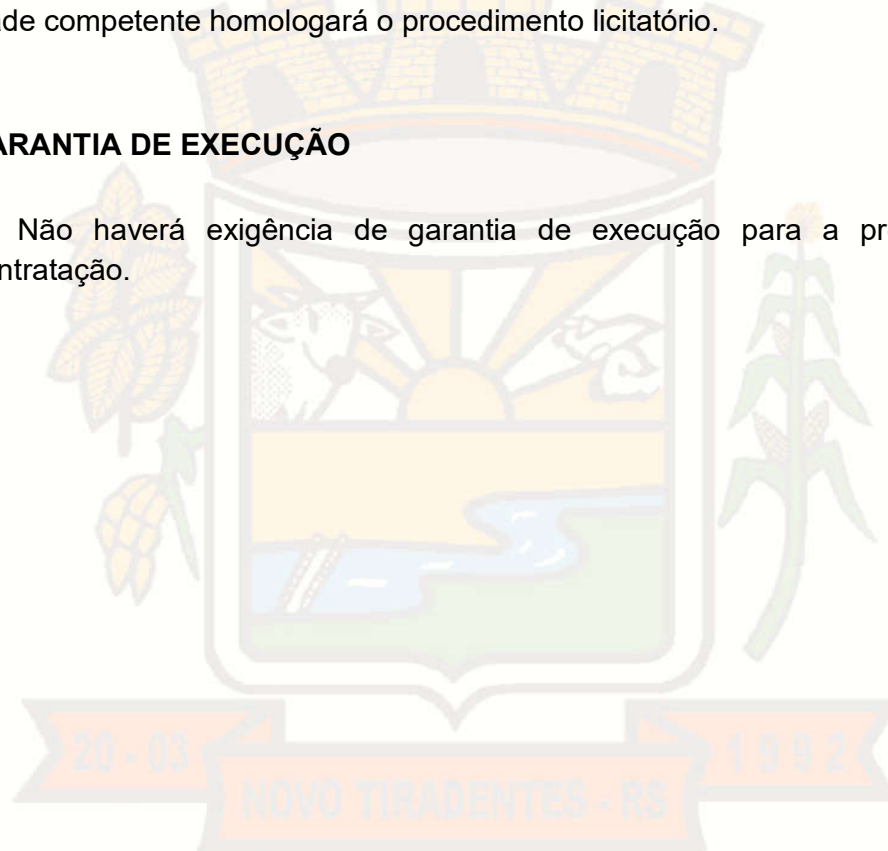 ade competente homologará o procedimento licitatório.
ARANTIA DE EXECUÇÃO
Não haverá exigência de garantia de execução para a pr
ntratação.
20 - 03
1992
NOVO TIRADENTES - RS